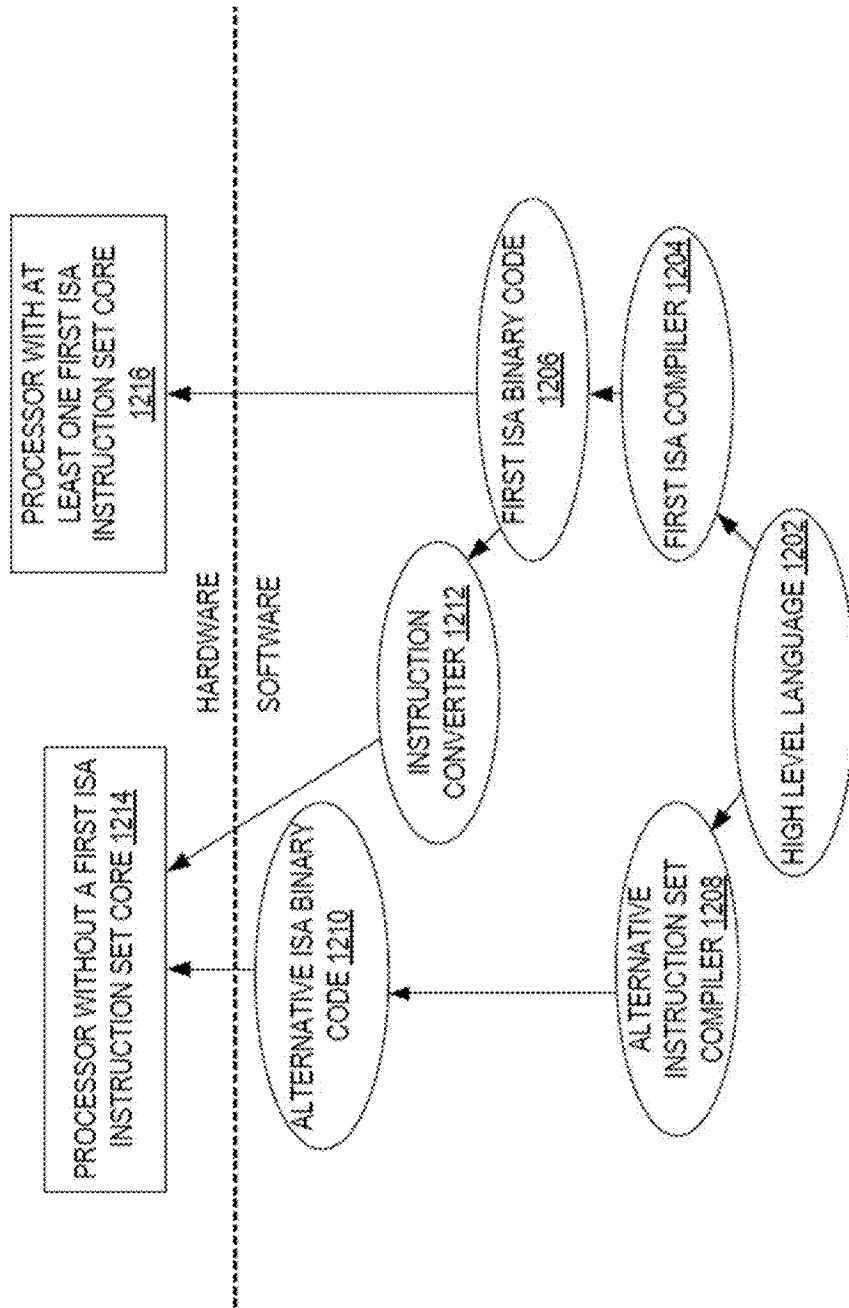 PROCESSOR WITHOUT A FIRST ISA
INSTRUCTION SET CORE 1214
PROCESSOR WITH AT
LEAST ONE FIRST ISA
INSTRUCTION SET CORE
1216
HARDWARE
SOFTWARE
ALTERNATIVE ISA BINARY
CODE 1210
INSTRUCTION
CONVERTER 1212
FIRST ISA BINARY CODE
1206
ALTERNATIVE
INSTRUCTION SET
COMPILER 1208
FIRST ISA COMPILER 1204
HIGH LEVEL LANGUAGE 1202